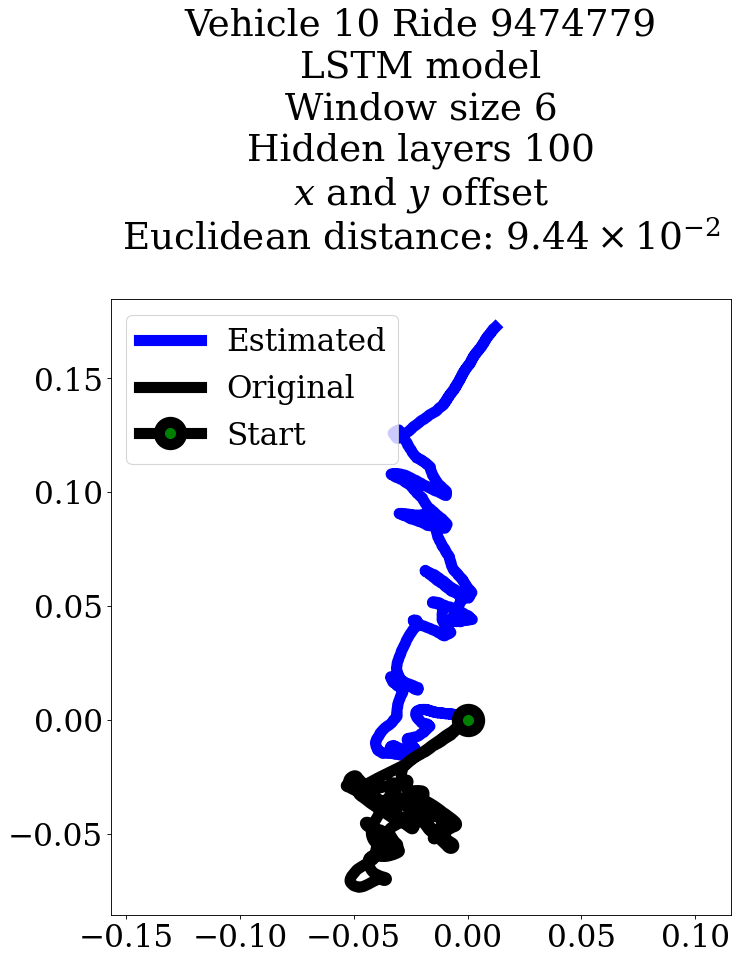 Vehicle 10 Ride 9474779
LSTM model
Window size 6
Hidden layers 100
x and y offset
Euclidean distance: 9.44 × 10⁻²
Estimated
Original
Start
0.15
0.10
0.05
0.00
−0.05
−0.15 −0.10 −0.05 0.00 0.05 0.10